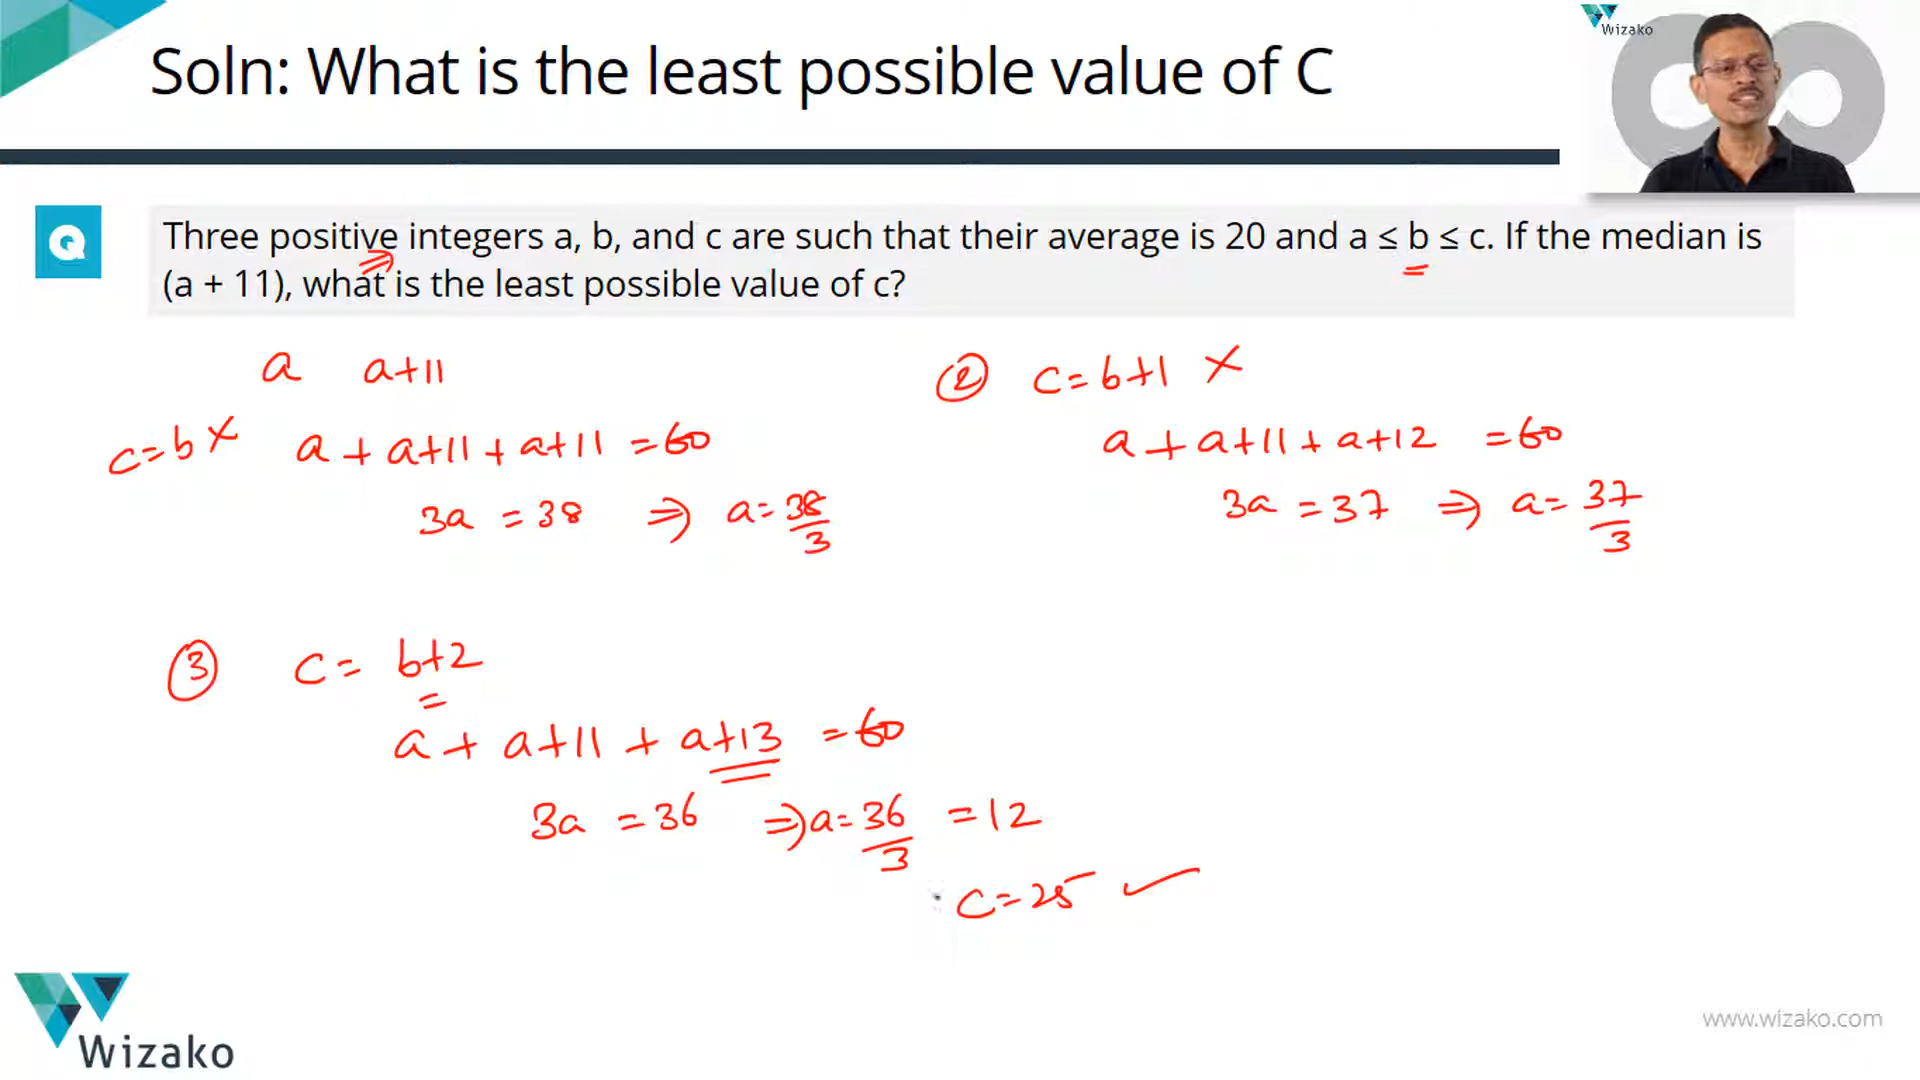 Wizako
Soln: What is the least possible value of C
Q
Three positive integers a, b, and c are such that their average is 20 and a ≤ b ≤ c. If the median is
(a + 11), what is the least possible value of c?
a a+11
c=b × a + a+11 + a+11 = 60
3a = 38 ⇒ a = 38/3
② c = b+1 ×
a + a+11 + a+12 = 60
3a = 37 ⇒ a = 37/3
③ c = b+2
a + a+11 + a+13 = 60
3a = 36 ⇒ a = 36/3 = 12
c = 25 ✓
Wizako
www.wizako.com